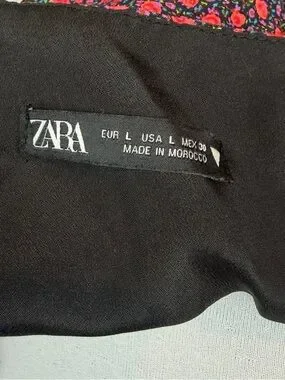 ZARA
EUR L USA L MEX 30
MADE IN MOROCCO